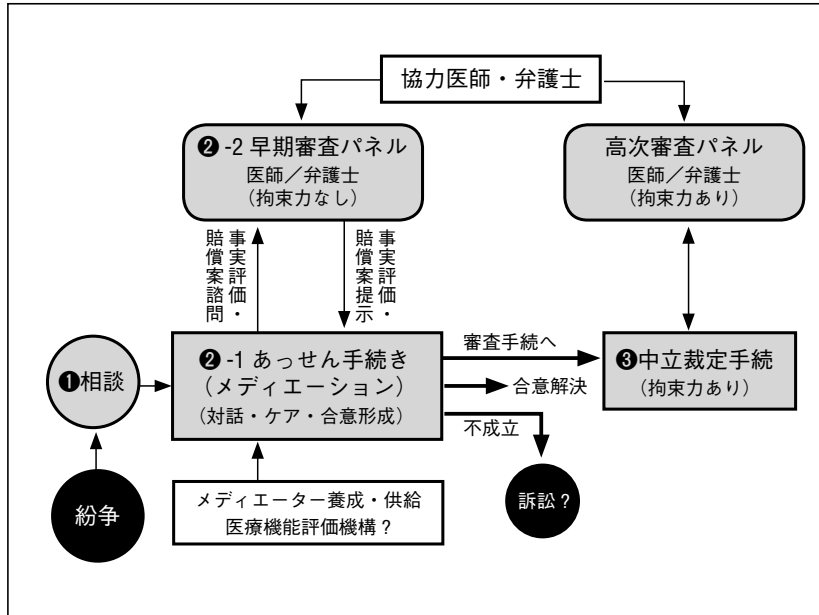 協力医師・弁護士
❷-2 早期審査パネル
医師／弁護士
（拘束力なし）
高次審査パネル
医師／弁護士
（拘束力あり）
事実評価・
賠償案諮問
事実評価・
賠償案提示
❶相談
❷-1 あっせん手続き
（メディエーション）
（対話・ケア・合意形成）
審査手続へ
合意解決
不成立
❸中立裁定手続
（拘束力あり）
紛争
メディエーター養成・供給
医療機能評価機構？
訴訟？